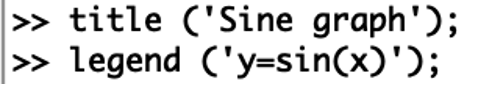 >> title ('Sine graph');
>> legend ('y=sin(x)');